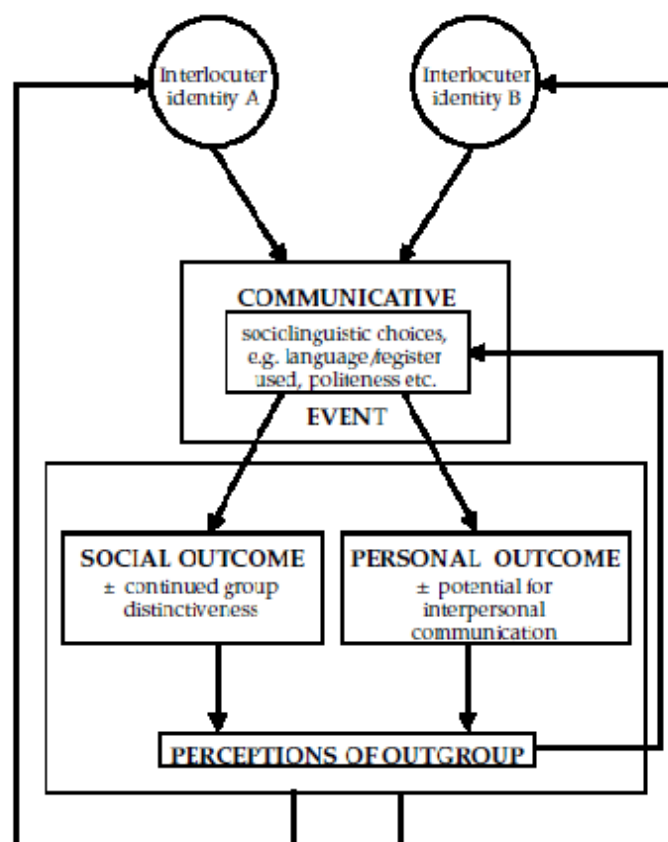 Interlocuter
identity A
Interlocuter
identity B
COMMUNICATIVE
sociclinguistic choices,
e.g. language/register
used, politeness etc.
EVENT
SOCIAL OUTCOME
± continued group
distinctiveness
PERSONAL OUTCOME
± potential for
interpersonal
communication
PERCEPTIONS OF OUTGROUP